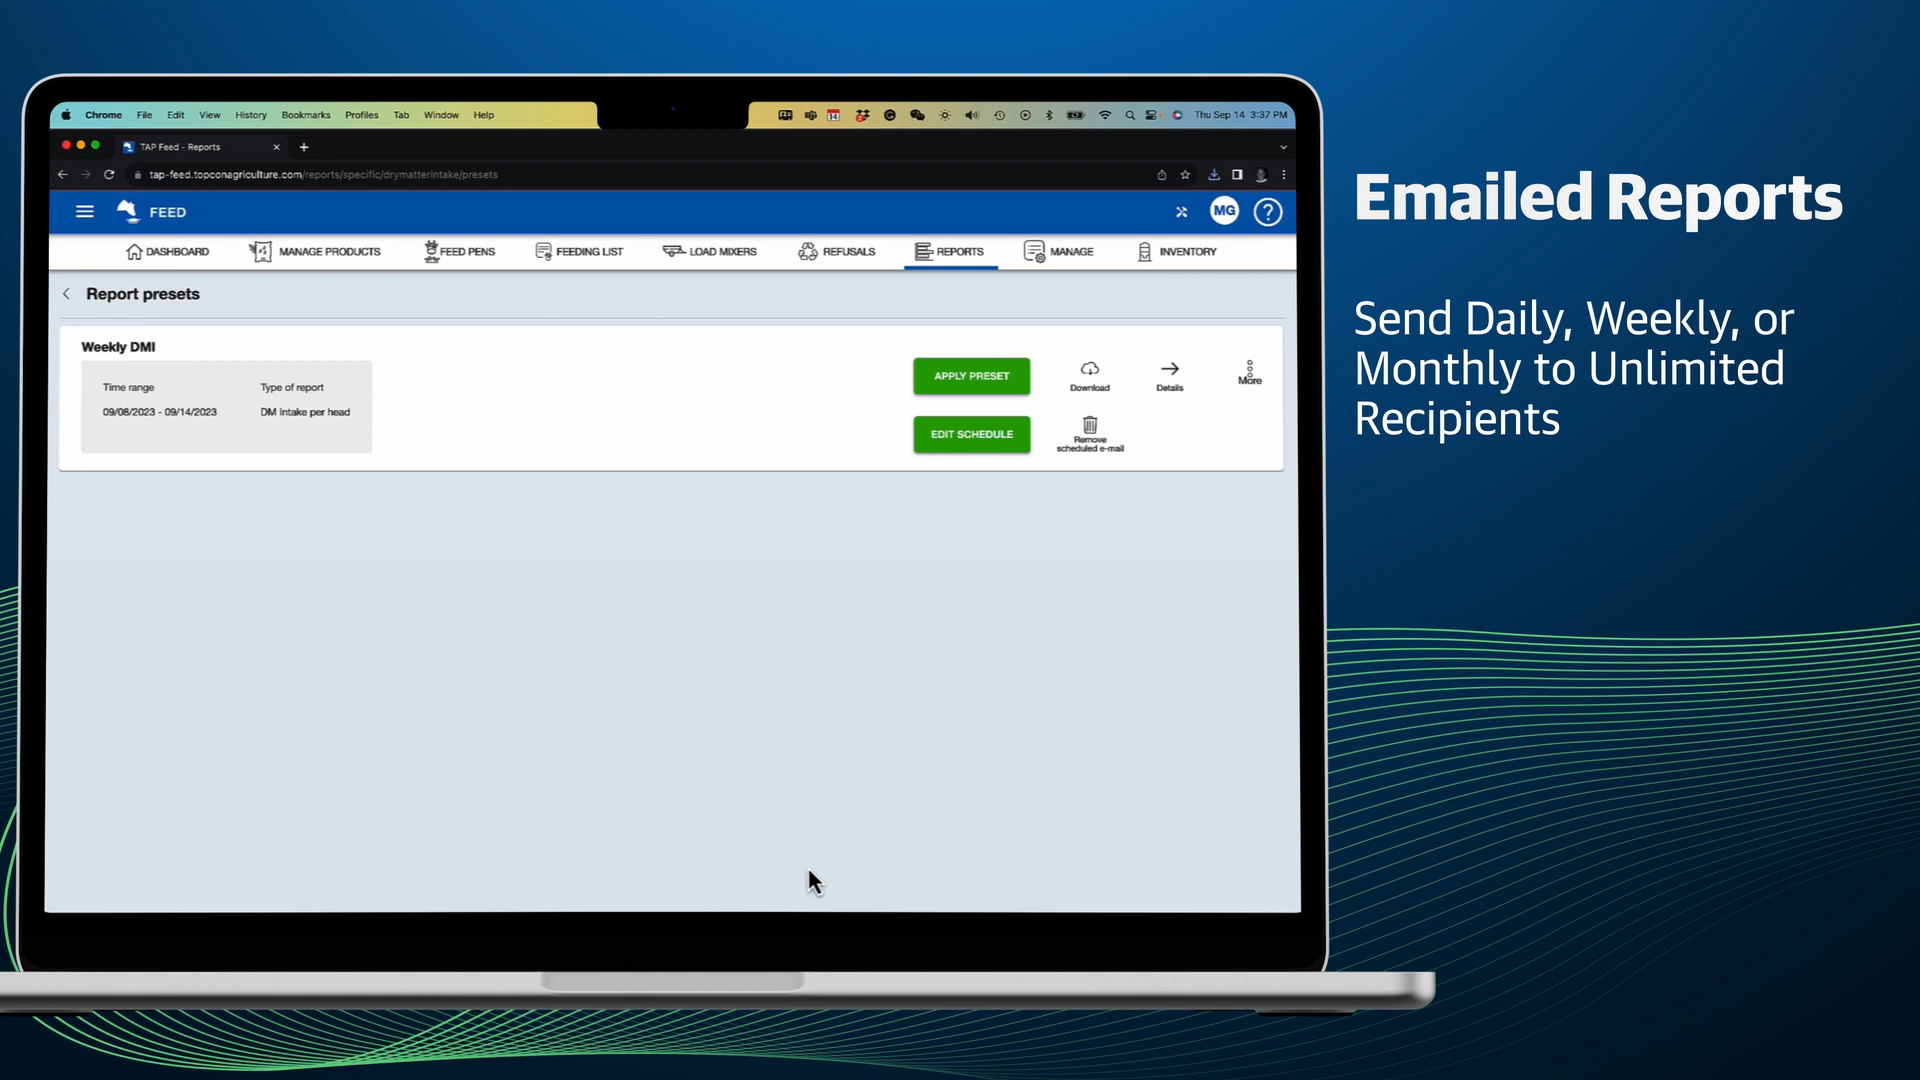 Chrome File Edit View History Bookmarks Profiles Tab Window Help
14
Thu Sep 14 3:37 PM
TAP Feed - Reports
tap-feed.topconagriculture.com/reports/specific/drymatterintake/presets
FEED
MG
?
DASHBOARD
MANAGE PRODUCTS
FEED PENS
FEEDING LIST
LOAD MIXERS
REFUSALS
REPORTS
MANAGE
INVENTORY
Report presets
Weekly DMI
Time range
Type of report
09/08/2023 - 09/14/2023
DM Intake per head
APPLY PRESET
Download
Details
More
EDIT SCHEDULE
Remove
scheduled e-mail
Emailed Reports
Send Daily, Weekly, or
Monthly to Unlimited
Recipients